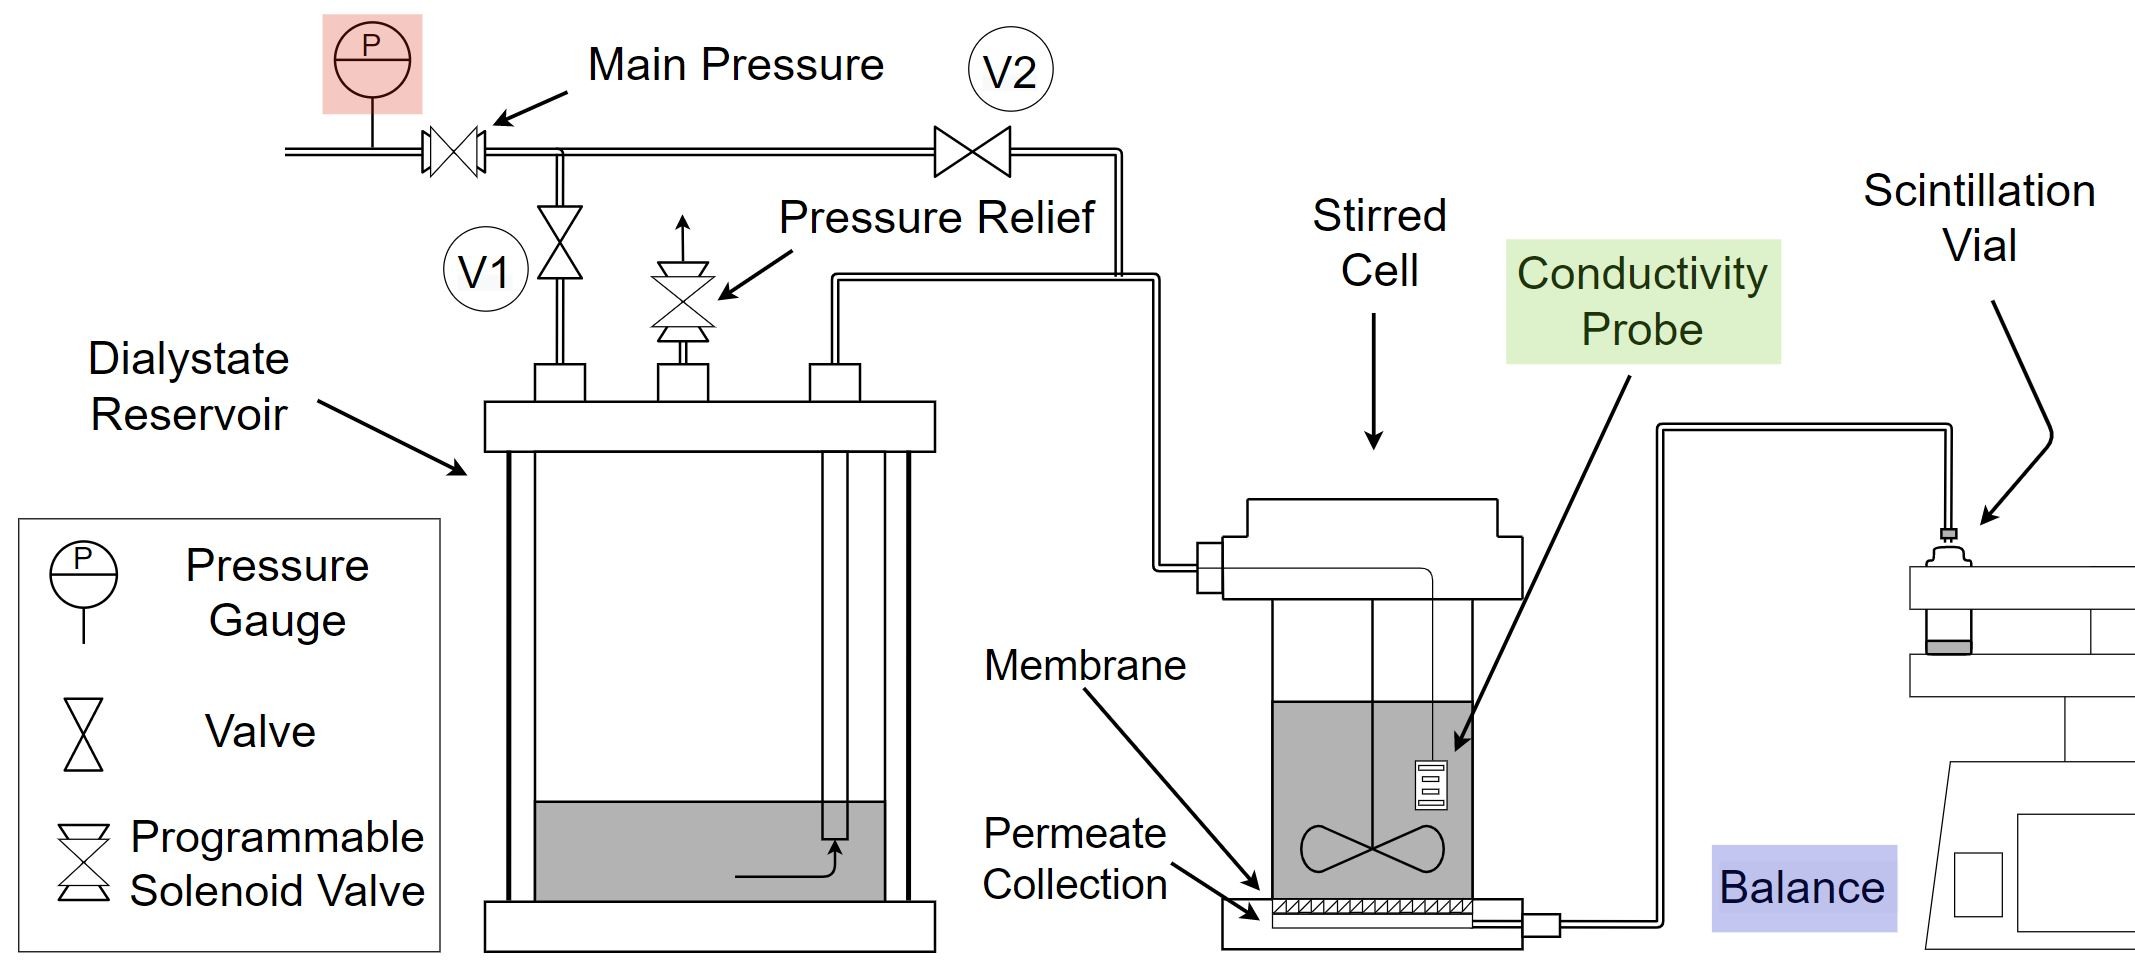 P
Main Pressure
V2
Pressure Relief
V1
Stirred
Cell
Scintillation
Vial
Conductivity
Probe
Dialystate
Reservoir
P
Pressure
Gauge
Valve
Programmable
Solenoid Valve
Membrane
Permeate
Collection
Balance